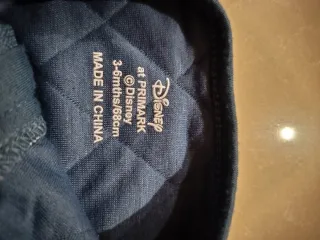 Disney
at PRIMARK
©Disney
3-6mths/68cm
MADE IN CHINA